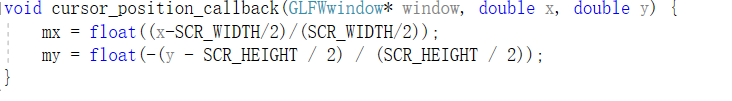 void cursor_position_callback(GLFWwindow* window, double x, double y) {
    mx = float((x-SCR_WIDTH/2)/(SCR_WIDTH/2));
    my = float(-(y - SCR_HEIGHT / 2) / (SCR_HEIGHT / 2));
}